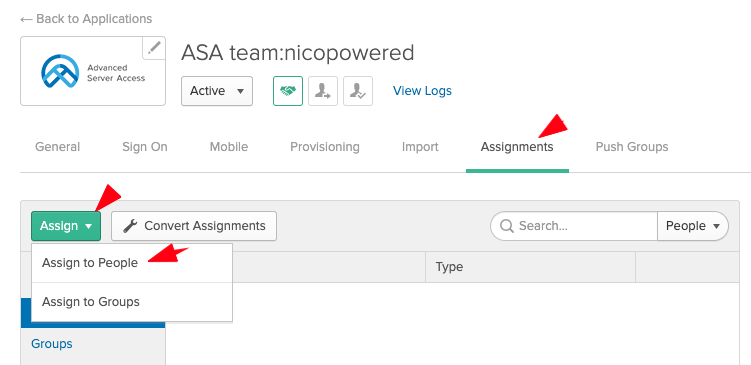 ← Back to Applications
Advanced
Server Access
ASA team:nicopowered
Active
View Logs
General Sign On Mobile Provisioning Import Assignments Push Groups
Assign Convert Assignments Search... People
Assign to People
Type
Assign to Groups
Groups